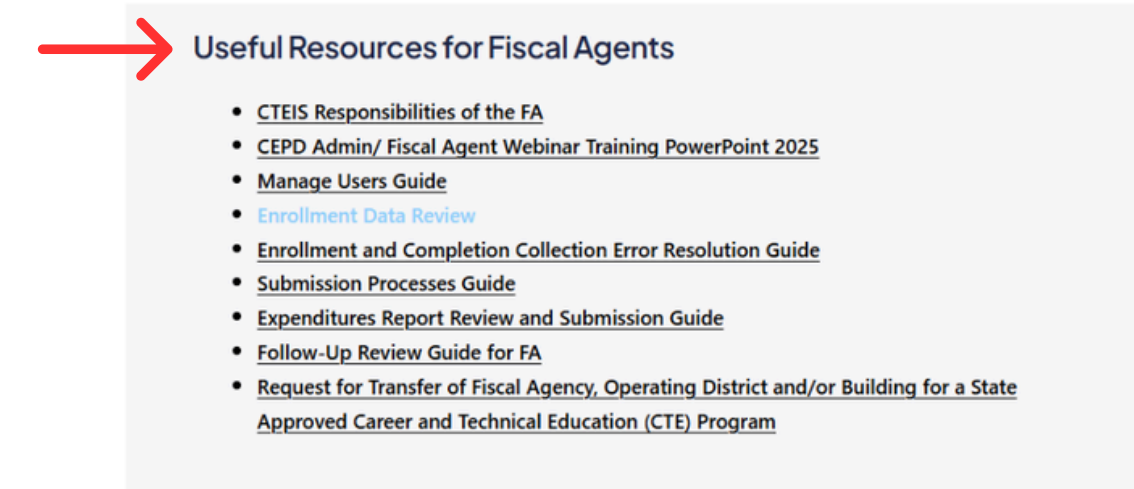 Useful Resources for Fiscal Agents
CTEIS Responsibilities of the FA
CEPD Admin/ Fiscal Agent Webinar Training PowerPoint 2025
Manage Users Guide
Enrollment Data Review
Enrollment and Completion Collection Error Resolution Guide
Submission Processes Guide
Expenditures Report Review and Submission Guide
Follow-Up Review Guide for FA
Request for Transfer of Fiscal Agency, Operating District and/or Building for a State
Approved Career and Technical Education (CTE) Program